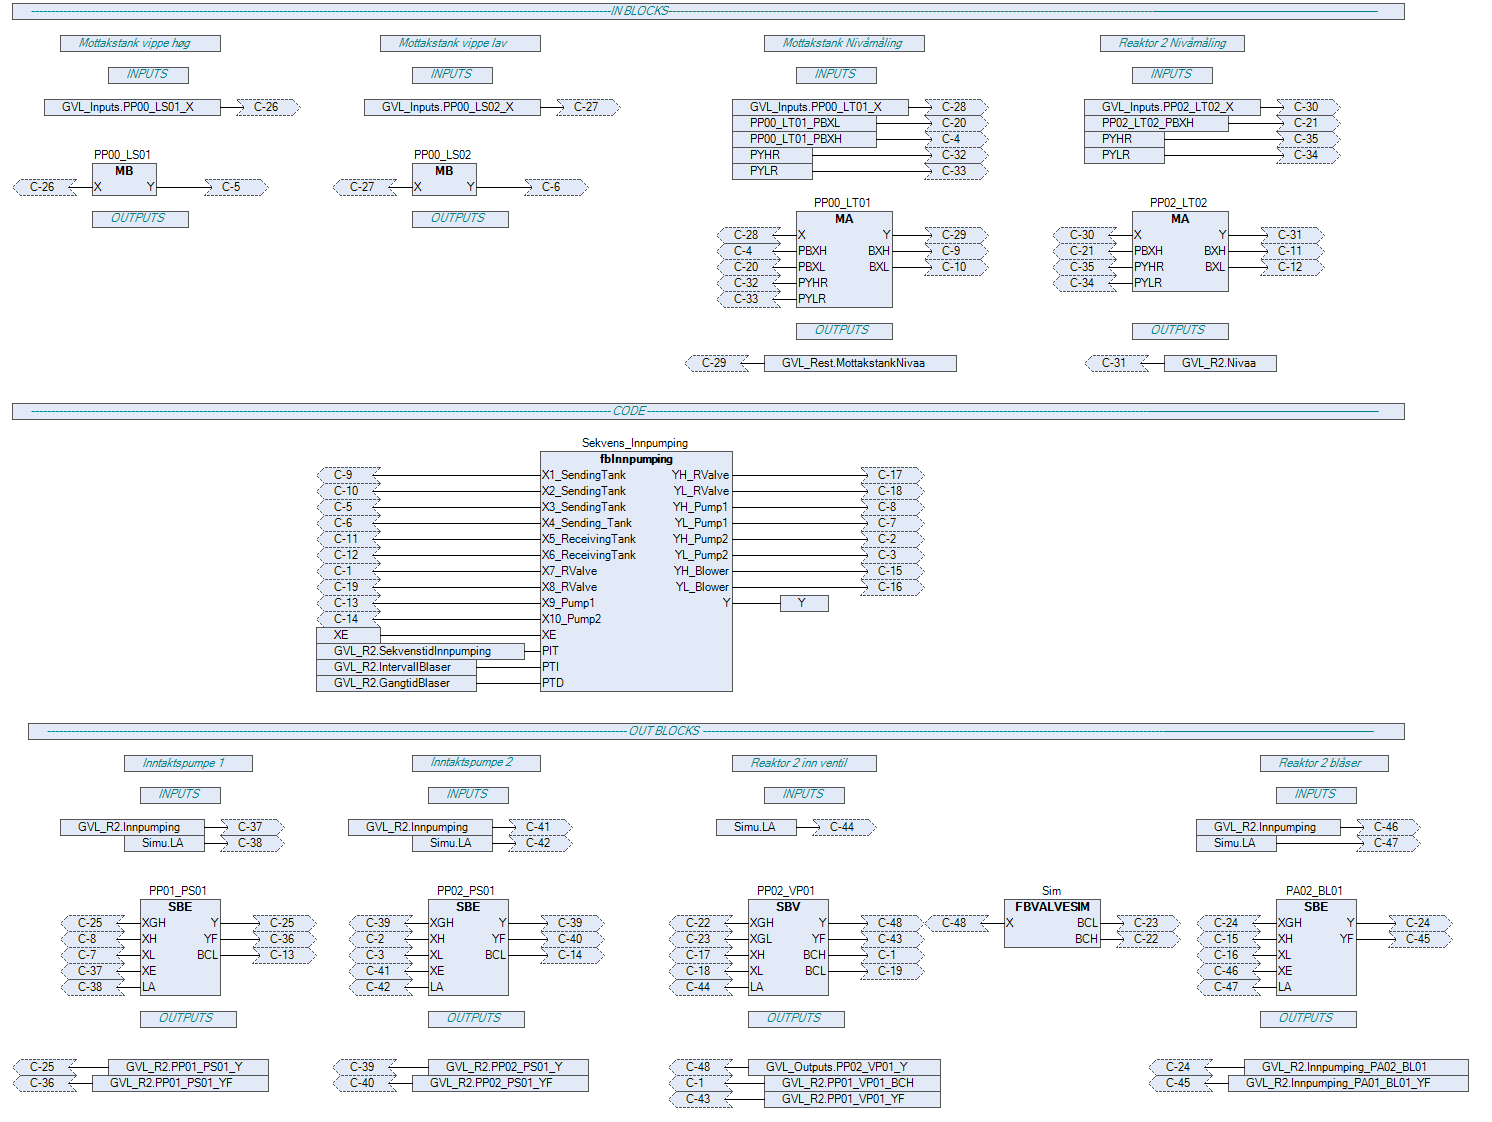 IN BLOCKS
Mottakstank vippe høg
Mottakstank vippe lav
Mottakstank Nivåmåling
Reaktor 2 Nivåmåling
INPUTS
INPUTS
INPUTS
INPUTS
GVL_Inputs.PP00_LS01_X C-26
GVL_Inputs.PP00_LS02_X C-27
GVL_Inputs.PP00_LT01_X C-28
PP00_LT01_PBXL C-20
PP00_LT01_PBXH C-4
PYHR C-32
PYLR C-33
GVL_Inputs.PP02_LT02_X C-30
PP02_LT02_PBXH C-21
PYHR C-35
PYLR C-34
PP00_LS01
MB
C-26 X Y C-5
OUTPUTS
PP00_LS02
MB
C-27 X Y C-6
OUTPUTS
PP00_LT01
MA
C-28 X Y C-29
C-4 PBXH BXH C-9
C-20 PBXL BXL C-10
C-32 PYHR
C-33 PYLR
OUTPUTS
C-29 GVL_Rest.MottakstankNivaa
PP02_LT02
MA
C-30 X Y C-31
C-21 PBXH BXH C-11
C-35 PYHR BXL C-12
C-34 PYLR
OUTPUTS
C-31 GVL_R2.Nivaa
CODE
Sekvens_Innpumping
fbInnpumping
C-9 X1_SendingTank YH_RValve C-17
C-10 X2_SendingTank YL_RValve C-18
C-5 X3_SendingTank YH_Pump1 C-8
C-6 X4_Sending_Tank YL_Pump1 C-7
C-11 X5_ReceivingTank YH_Pump2 C-2
C-12 X6_ReceivingTank YL_Pump2 C-3
C-1 X7_RValve YH_Blower C-15
C-19 X8_RValve YL_Blower C-16
C-13 X9_Pump1 Y Y
C-14 X10_Pump2
XE XE
GVL_R2.SekvenstidInnpumping PIT
GVL_R2.IntervallBlaser PTI
GVL_R2.GangtidBlaser PTD
OUT BLOCKS
Inntaktspumpe 1
Inntaktspumpe 2
Reaktor 2 inn ventil
Reaktor 2 blåser
INPUTS
INPUTS
INPUTS
INPUTS
GVL_R2.Innpumping C-37
Simu.LA C-38
GVL_R2.Innpumping C-41
Simu.LA C-42
Simu.LA C-44
GVL_R2.Innpumping C-46
Simu.LA C-47
PP01_PS01
SBE
C-25 XGH Y C-25
C-8 XH YF C-36
C-7 XL BCL C-13
C-37 XE
C-38 LA
OUTPUTS
C-25 GVL_R2.PP01_PS01_Y
C-36 GVL_R2.PP01_PS01_YF
PP02_PS01
SBE
C-39 XGH Y C-39
C-2 XH YF C-40
C-3 XL BCL C-14
C-41 XE
C-42 LA
OUTPUTS
C-39 GVL_R2.PP02_PS01_Y
C-40 GVL_R2.PP02_PS01_YF
PP02_VP01
SBV
C-22 XGH Y C-48
C-23 XGL YF C-43
C-17 XH BCH C-1
C-18 XL BCL C-19
C-44 LA
OUTPUTS
C-48 GVL_Outputs.PP02_VP01_Y
C-1 GVL_R2.PP01_VP01_BCH
C-43 GVL_R2.PP01_VP01_YF
Sim
FBVALVESIM
C-48 X BCL C-23
BCH C-22
PA02_BL01
SBE
C-24 XGH Y C-24
C-15 XH YF C-45
C-16 XL
C-46 XE
C-47 LA
OUTPUTS
C-24 GVL_R2.Innpumping_PA02_BL01
C-45 GVL_R2.Innpumping_PA01_BL01_YF